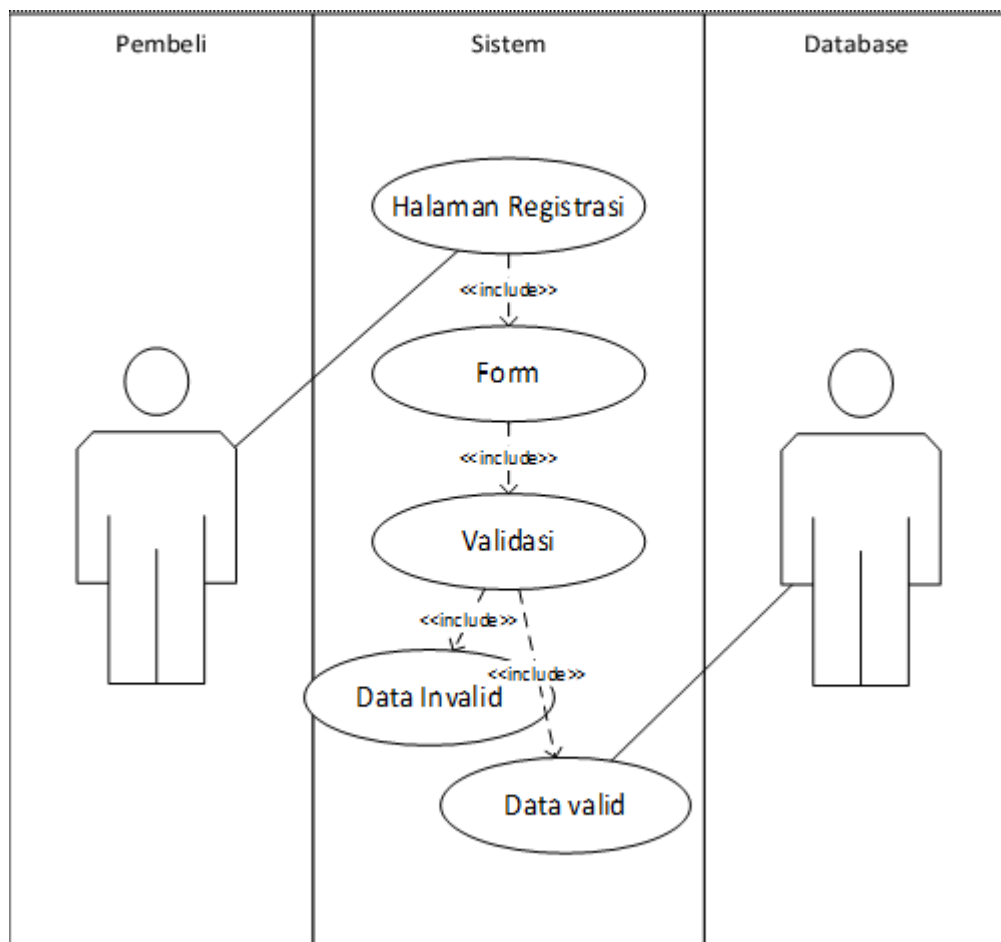 Pembeli
Sistem
Database
Halaman Registrasi
<<include>>
Form
<<include>>
Validasi
<<include>>
<<include>>
Data Invalid
Data valid